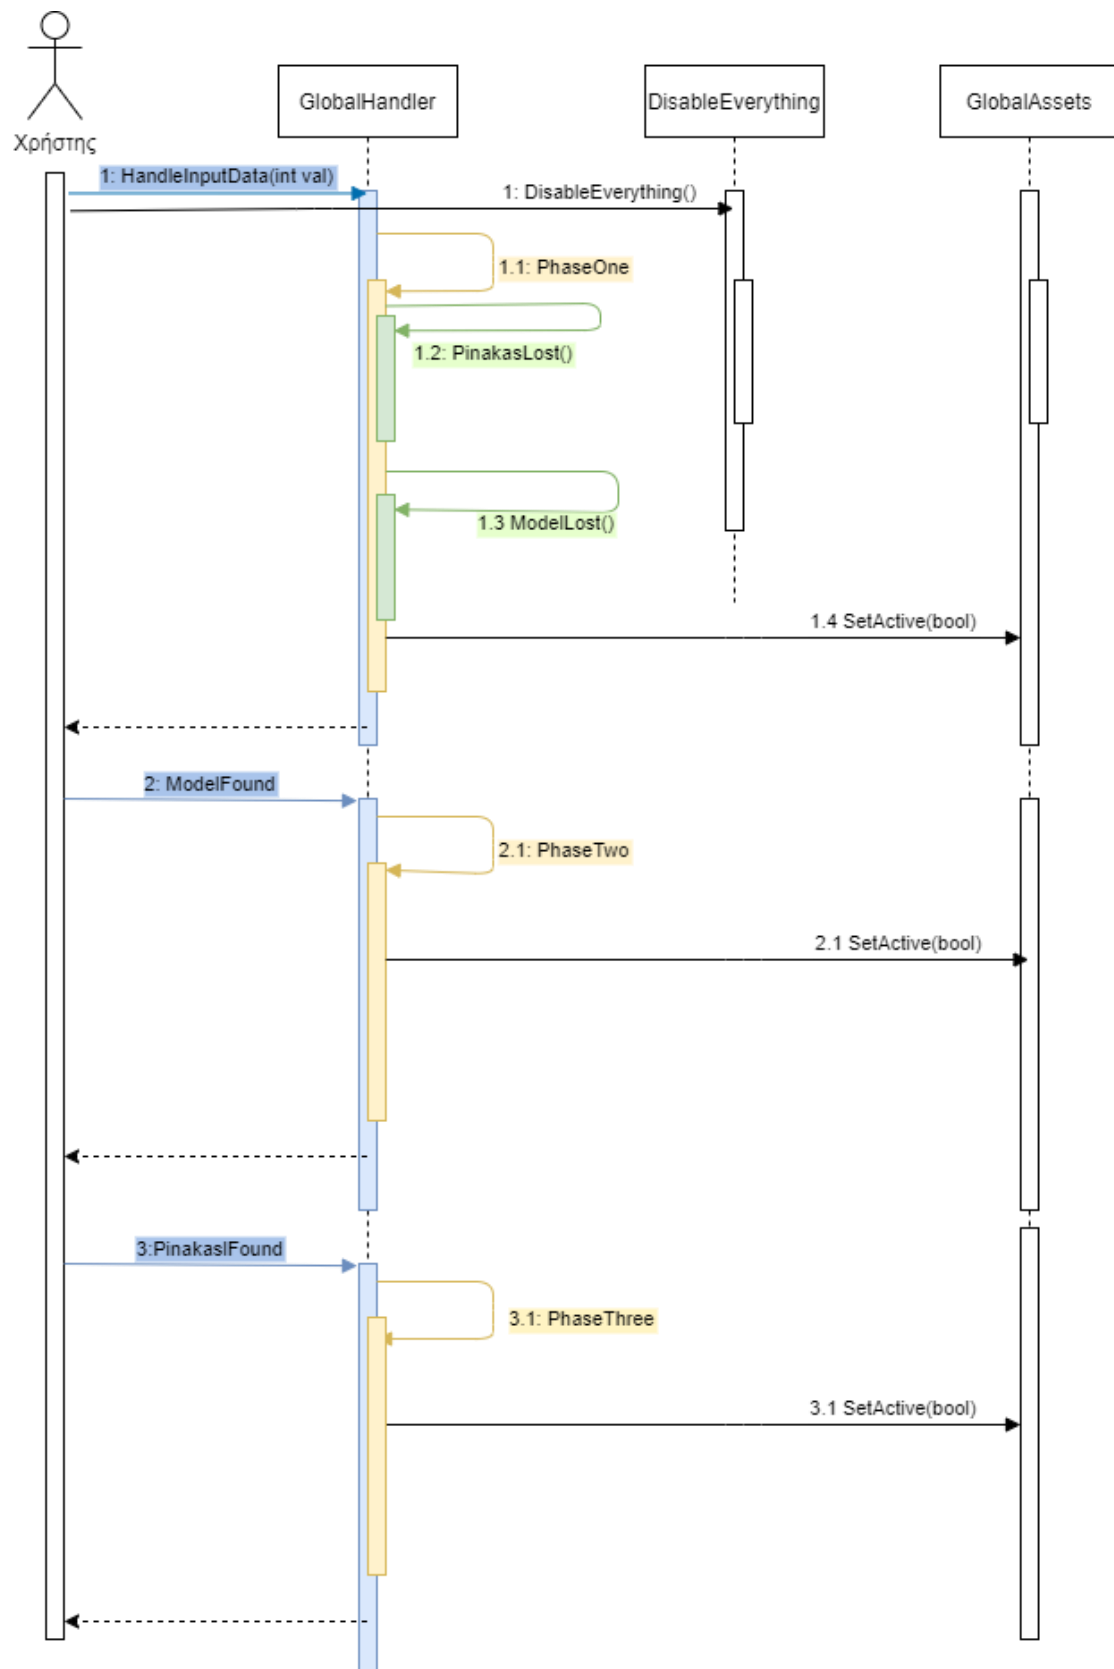 Χρήστης
GlobalHandler
DisableEverything
GlobalAssets
1: HandleInputData(int val)
1: DisableEverything()
1.1: PhaseOne
1.2: PinakasLost()
1.3 ModelLost()
1.4 SetActive(bool)
2: ModelFound
2.1: PhaseTwo
2.1 SetActive(bool)
3:PinakaslFound
3.1: PhaseThree
3.1 SetActive(bool)